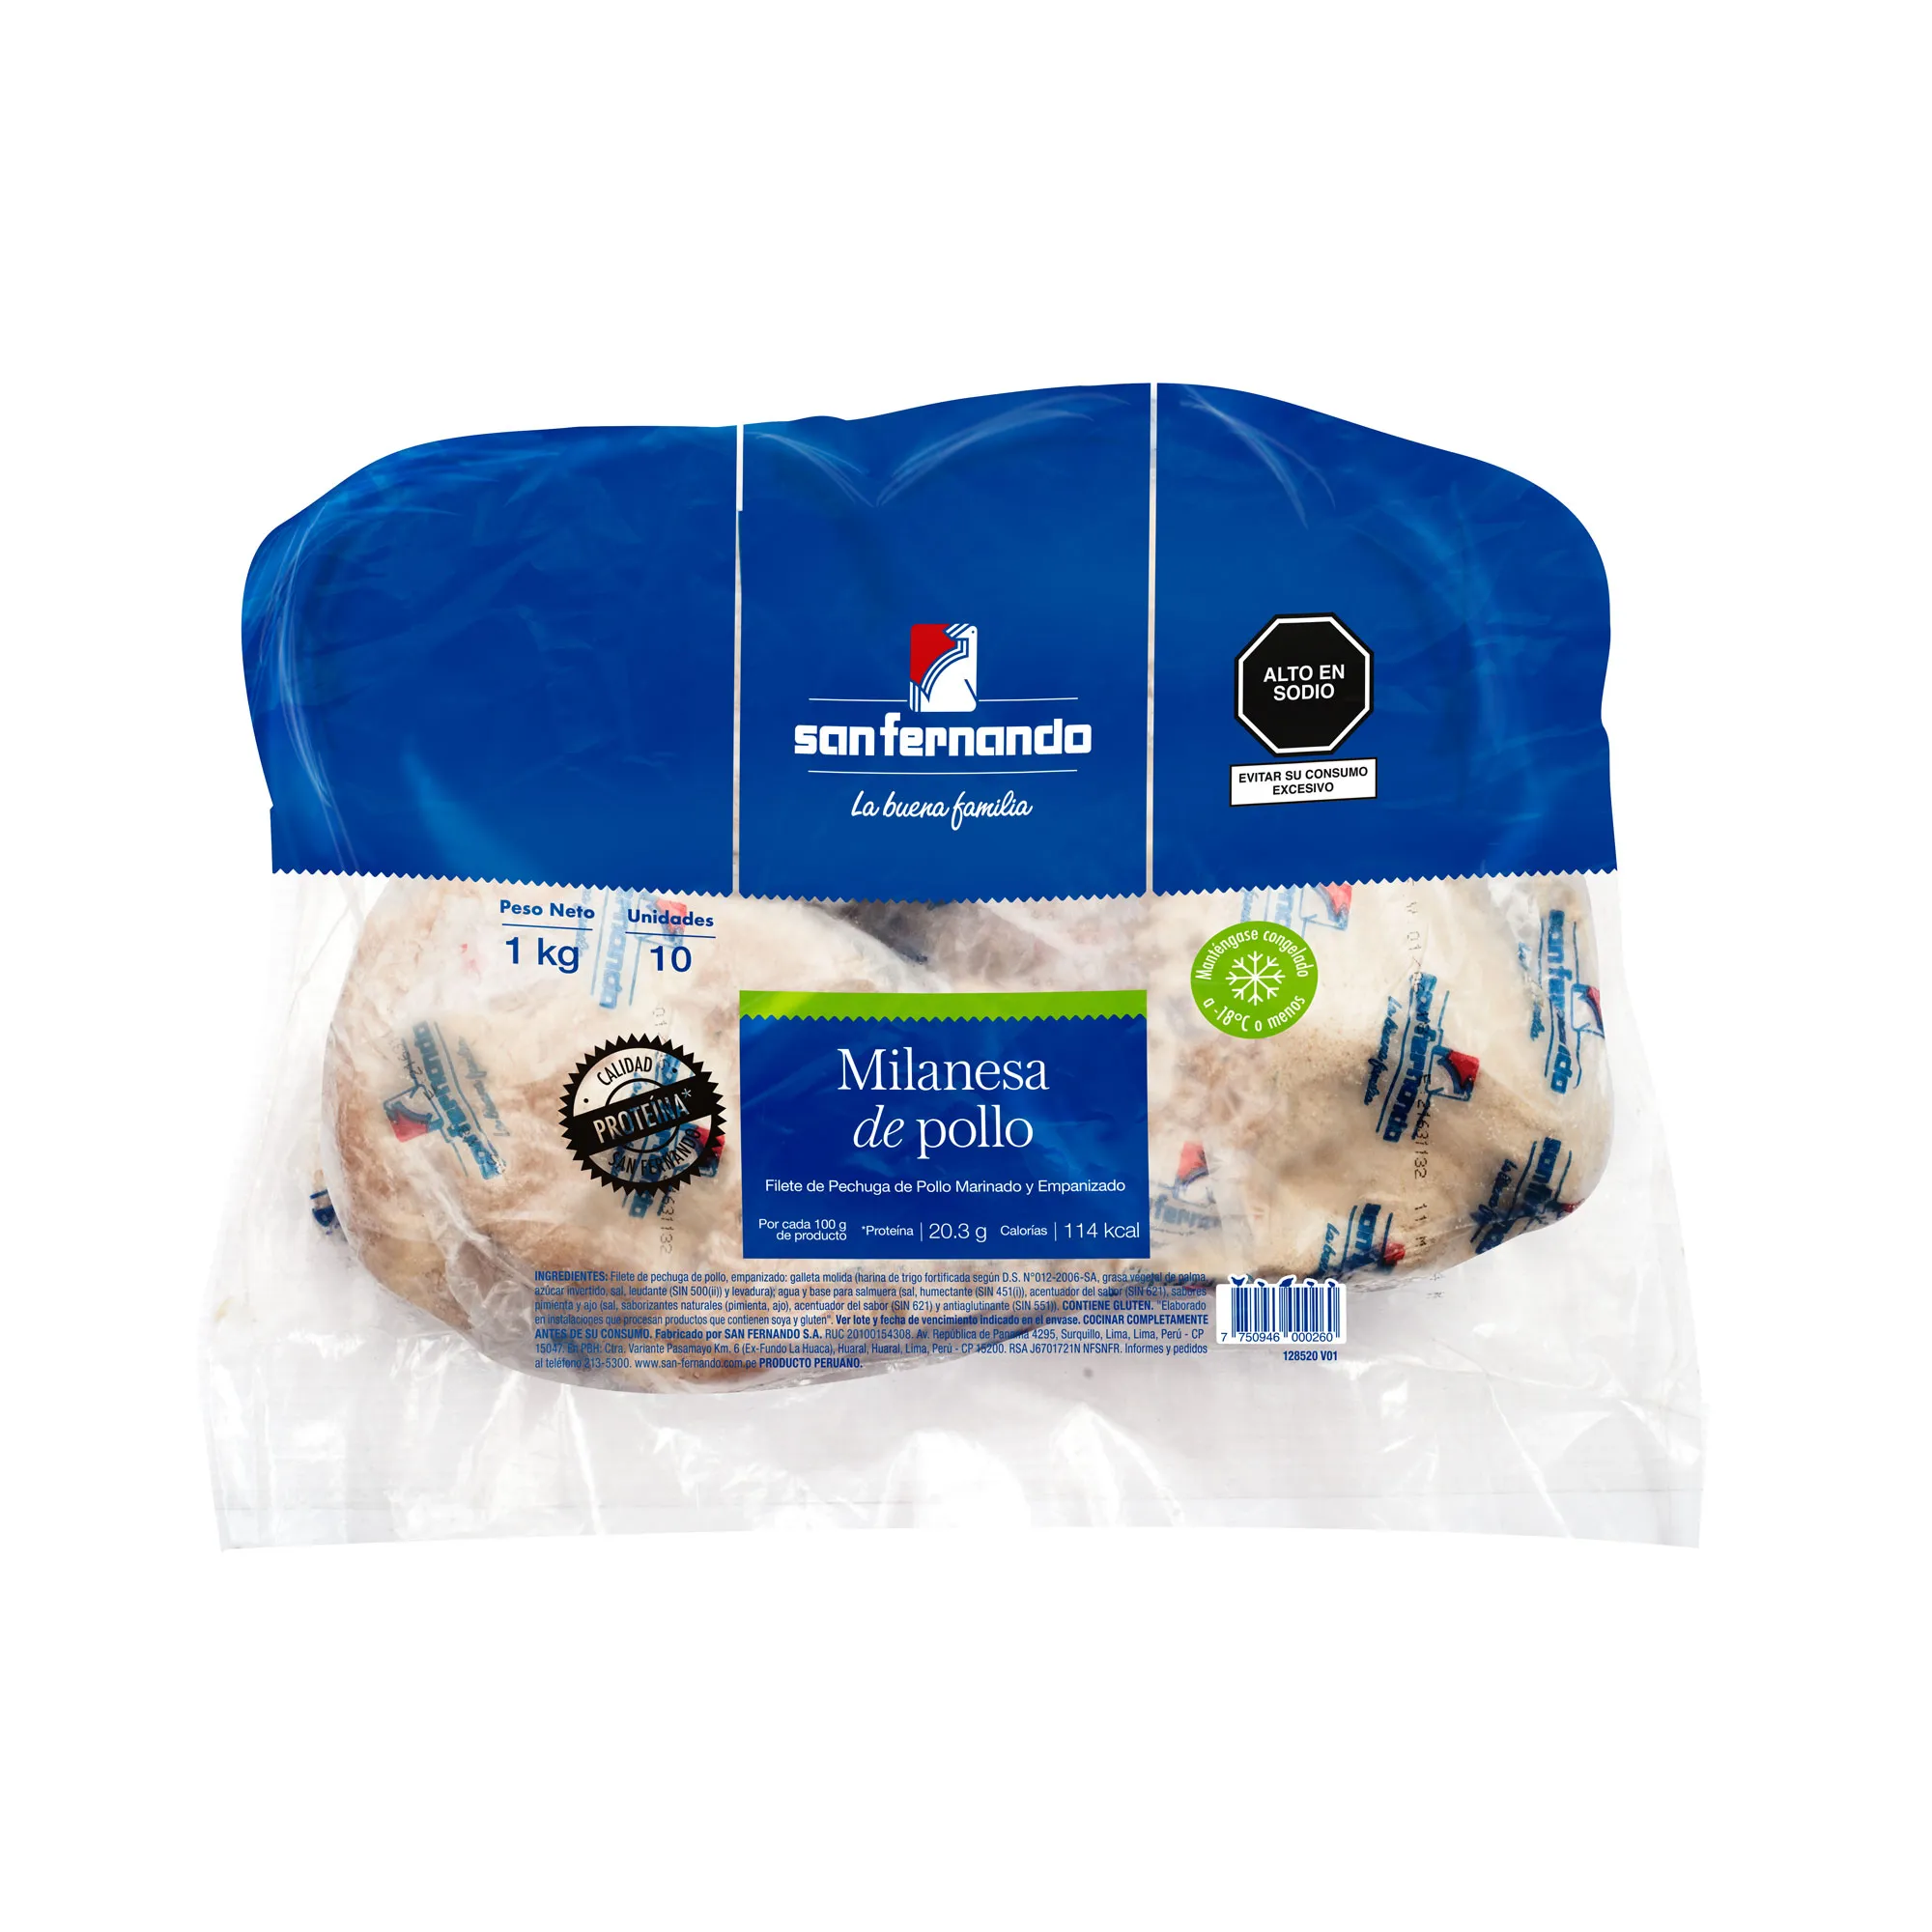 sanfernando
La buena familia
ALTO EN
SODIO
EVITAR SU CONSUMO
EXCESIVO
Peso Neto
1 kg
Unidades
10
Manténgase congelado
a -18°C o menos
CALIDAD
PROTEÍNA*
SAN FERNANDO
Milanesa
de pollo
Filete de Pechuga de Pollo Marinado y Empanizado
Por cada 100 g
de producto
*Proteína | 20.3 g Calorías | 114 kcal
INGREDIENTES: Filete de pechuga de pollo, empanizado: galleta molida (harina de trigo fortificada según D.S. N°012-2006-SA, grasa vegetal de palma,
azúcar invertido, sal, leudante (SIN 500(ii)) y levadura); agua y base para salmuera (sal, humectante (SIN 451(i)), acentuador del sabor (SIN 621), sabores
pimienta y ajo (sal, saborizantes naturales (pimienta, ajo), acentuador del sabor (SIN 621) y antiaglutinante (SIN 551)). CONTIENE GLUTEN. "Elaborado
en instalaciones que procesan productos que contienen soya y gluten". Ver lote y fecha de vencimiento indicado en el envase. COCINAR COMPLETAMENTE
ANTES DE SU CONSUMO. Fabricado por SAN FERNANDO S.A. RUC 20100154308. Av. República de Panamá 4295, Surquillo, Lima, Lima, Perú - CP
15047. En PBH: Ctra. Variante Pasamayo Km. 6 (Ex-Fundo La Huaca), Huaral, Huaral, Lima, Perú - CP 15200. RSA J6701721N NFSNFR. Informes y pedidos
al teléfono 213-5300. www.san-fernando.com.pe PRODUCTO PERUANO.
7 750946 000260
128520 V01